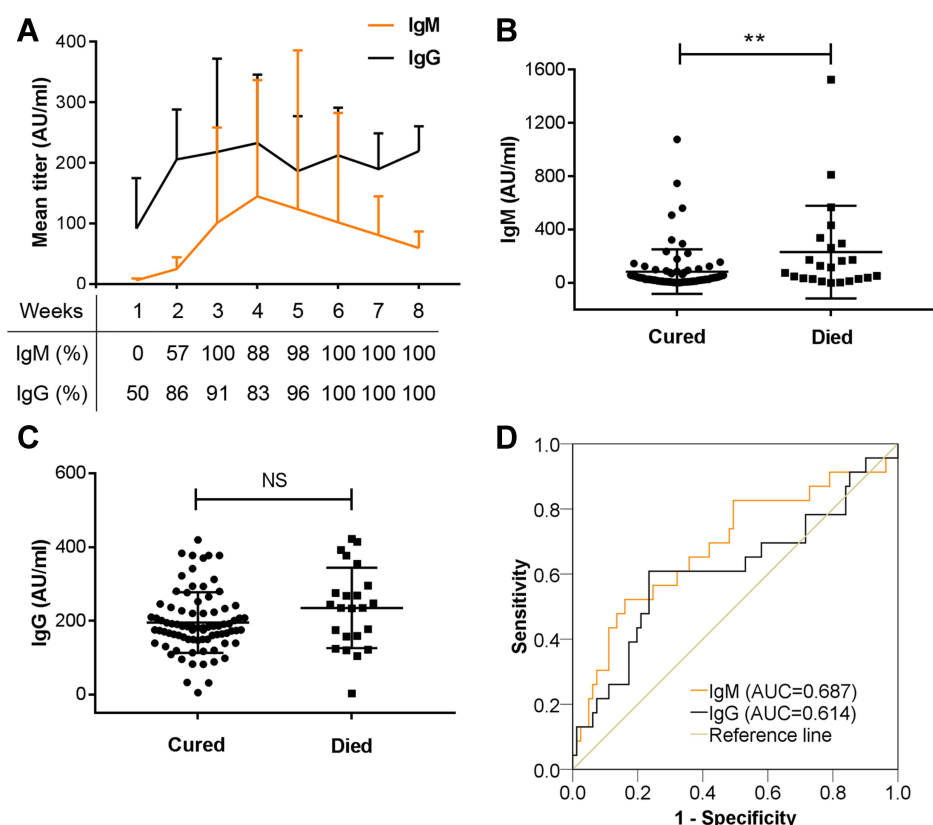 A
IgM
IgG
Mean titer (AU/ml)
400
300
200
100
0
Weeks 1 2 3 4 5 6 7 8
IgM (%) 0 57 100 88 98 100 100 100
IgG (%) 50 86 91 83 96 100 100 100
B
**
IgM (AU/ml)
1600
1200
800
400
0
Cured Died
C
NS
IgG (AU/ml)
600
400
200
0
Cured Died
D
Sensitivity
1.0
0.8
0.6
0.4
0.2
0.0
IgM (AUC=0.687)
IgG (AUC=0.614)
Reference line
0.0 0.2 0.4 0.6 0.8 1.0
1 - Specificity